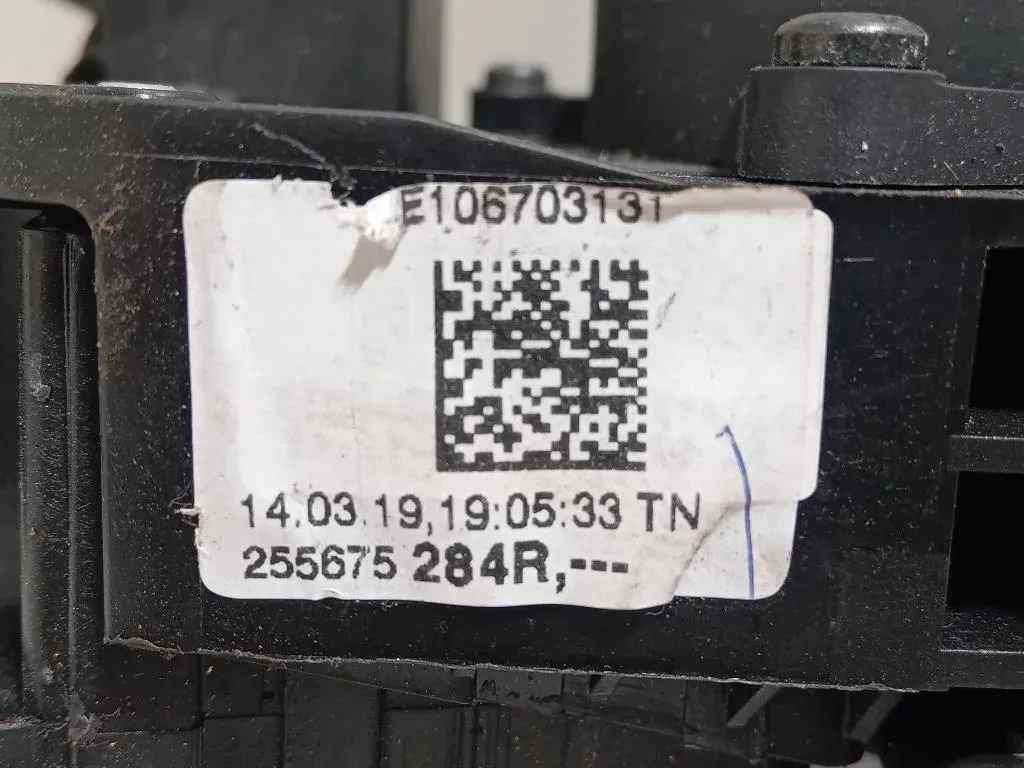 E106703131
14.03.19,19:05:33 TN
255675 284R,---